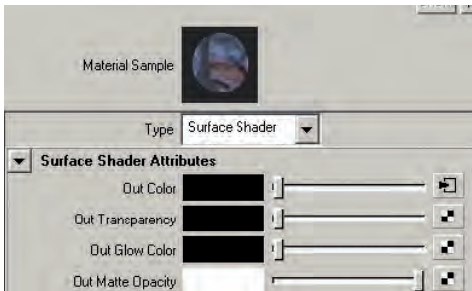 Material Sample
Type Surface Shader
Surface Shader Attributes
Out Color
Out Transparency
Out Glow Color
Out Matte Opacity